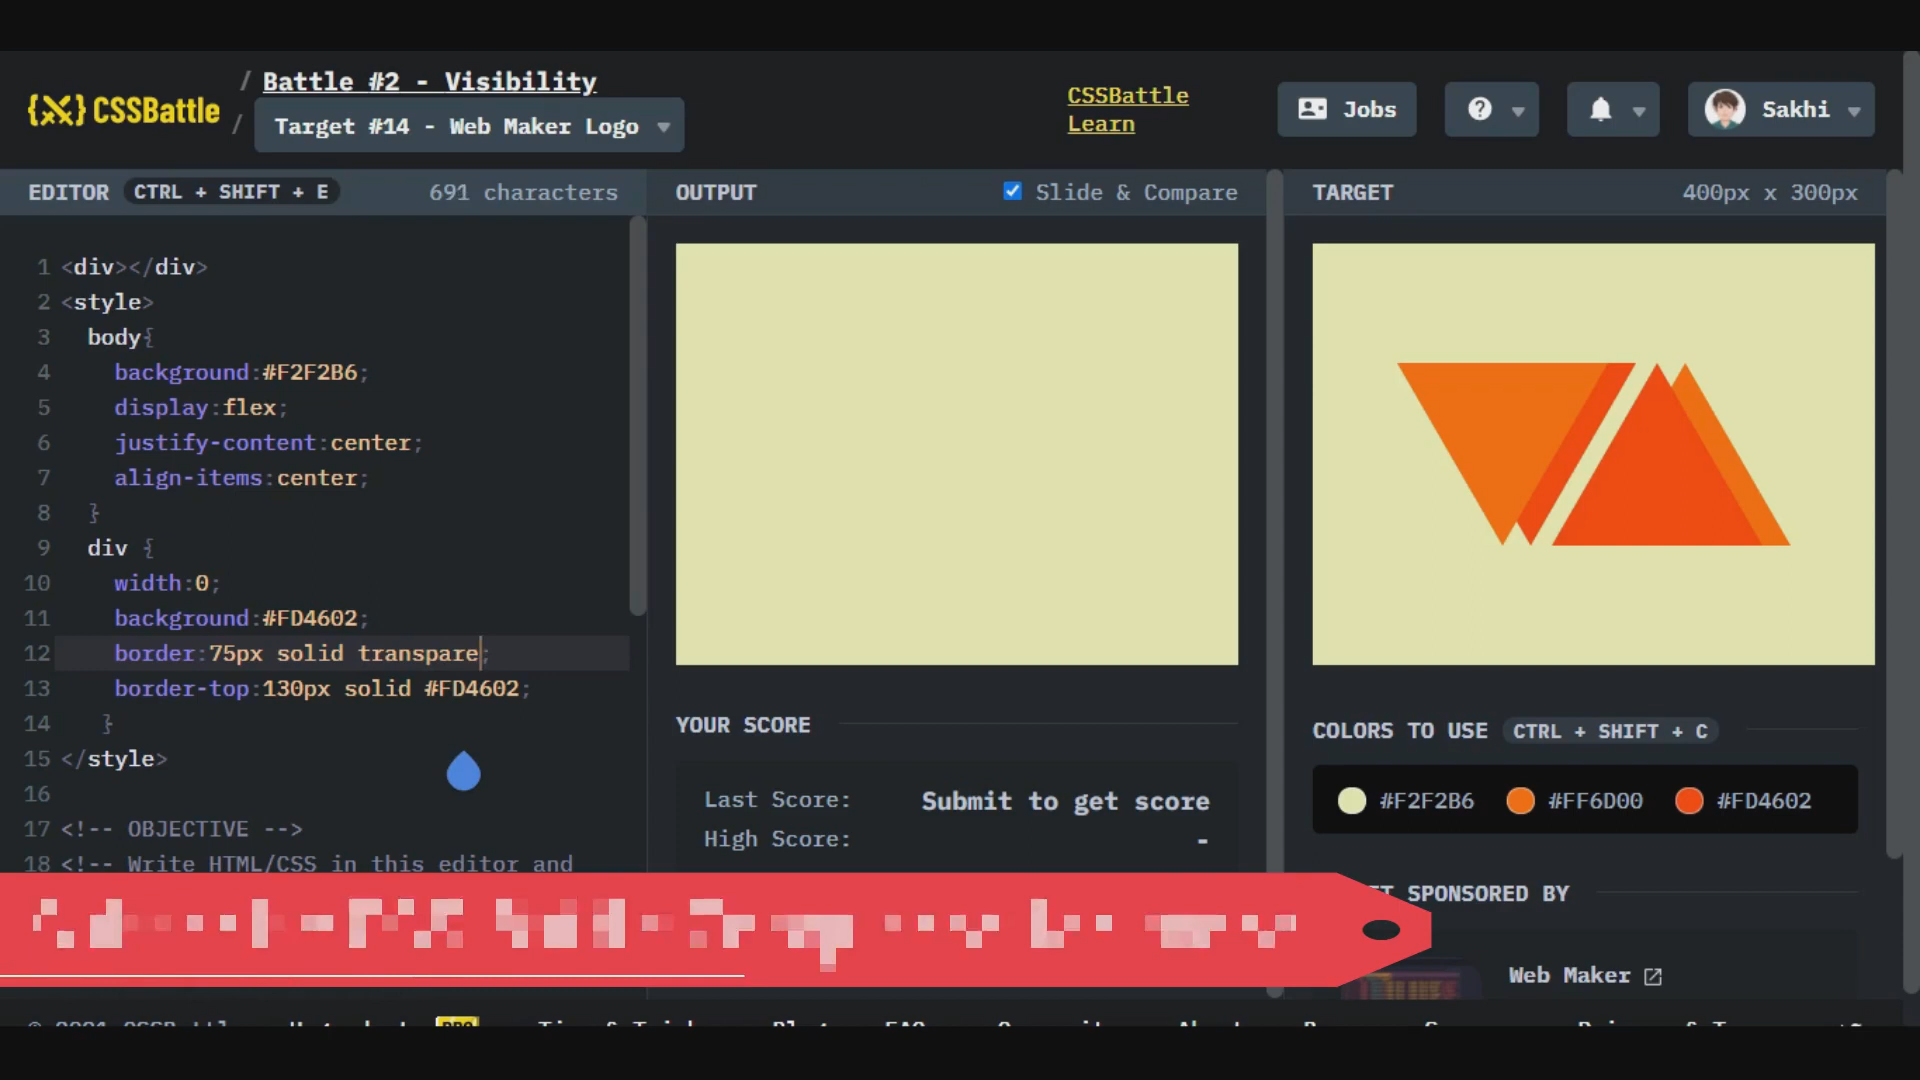 / Battle #2 - Visibility
{X} CSSBattle
/ Target #14 - Web Maker Logo
CSSBattle
Learn
Jobs
Sakhi
EDITOR CTRL + SHIFT + E 691 characters
OUTPUT Slide & Compare
TARGET 400px x 300px
1 <div></div>
2 <style>
3 body{
4 background:#F2F2B6;
5 display:flex;
6 justify-content:center;
7 align-items:center;
8 }
9 div {
10 width:0;
11 background:#FD4602;
12 border:75px solid transpare;
13 border-top:130px solid #FD4602;
14 }
15 </style>
16
17 <!-- OBJECTIVE -->
18 <!-- Write HTML/CSS in this editor and
YOUR SCORE
Last Score: Submit to get score
High Score: -
COLORS TO USE CTRL + SHIFT + C
#F2F2B6 #FF6D00 #FD4602
SPONSORED BY
Web Maker